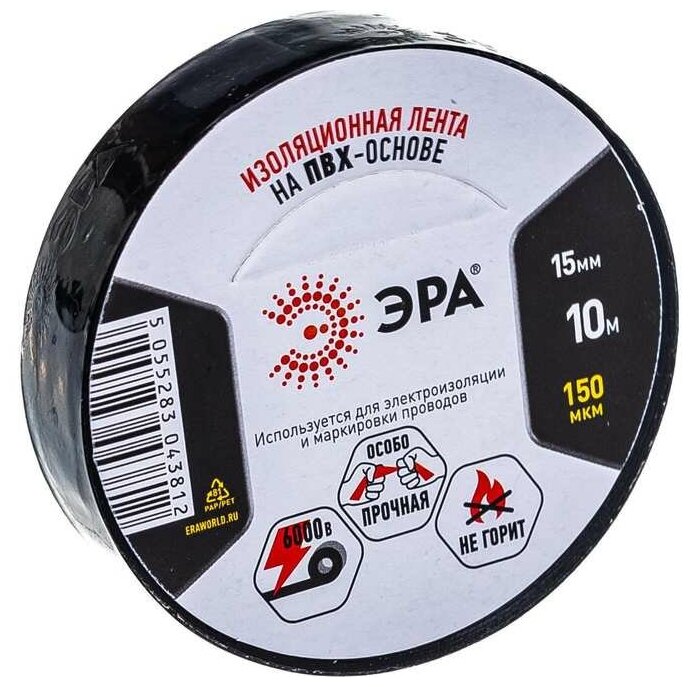 ИЗОЛЯЦИОННАЯ ЛЕНТА
НА ПВХ-ОСНОВЕ
ЭРА®
15мм
10м
150
МКМ
Используется для электроизоляции
и маркировки проводов
6000в
ОСОБО
ПРОЧНАЯ
НЕ ГОРИТ
5 055283 043812
81
PAP/PET
ERAWORLD.RU